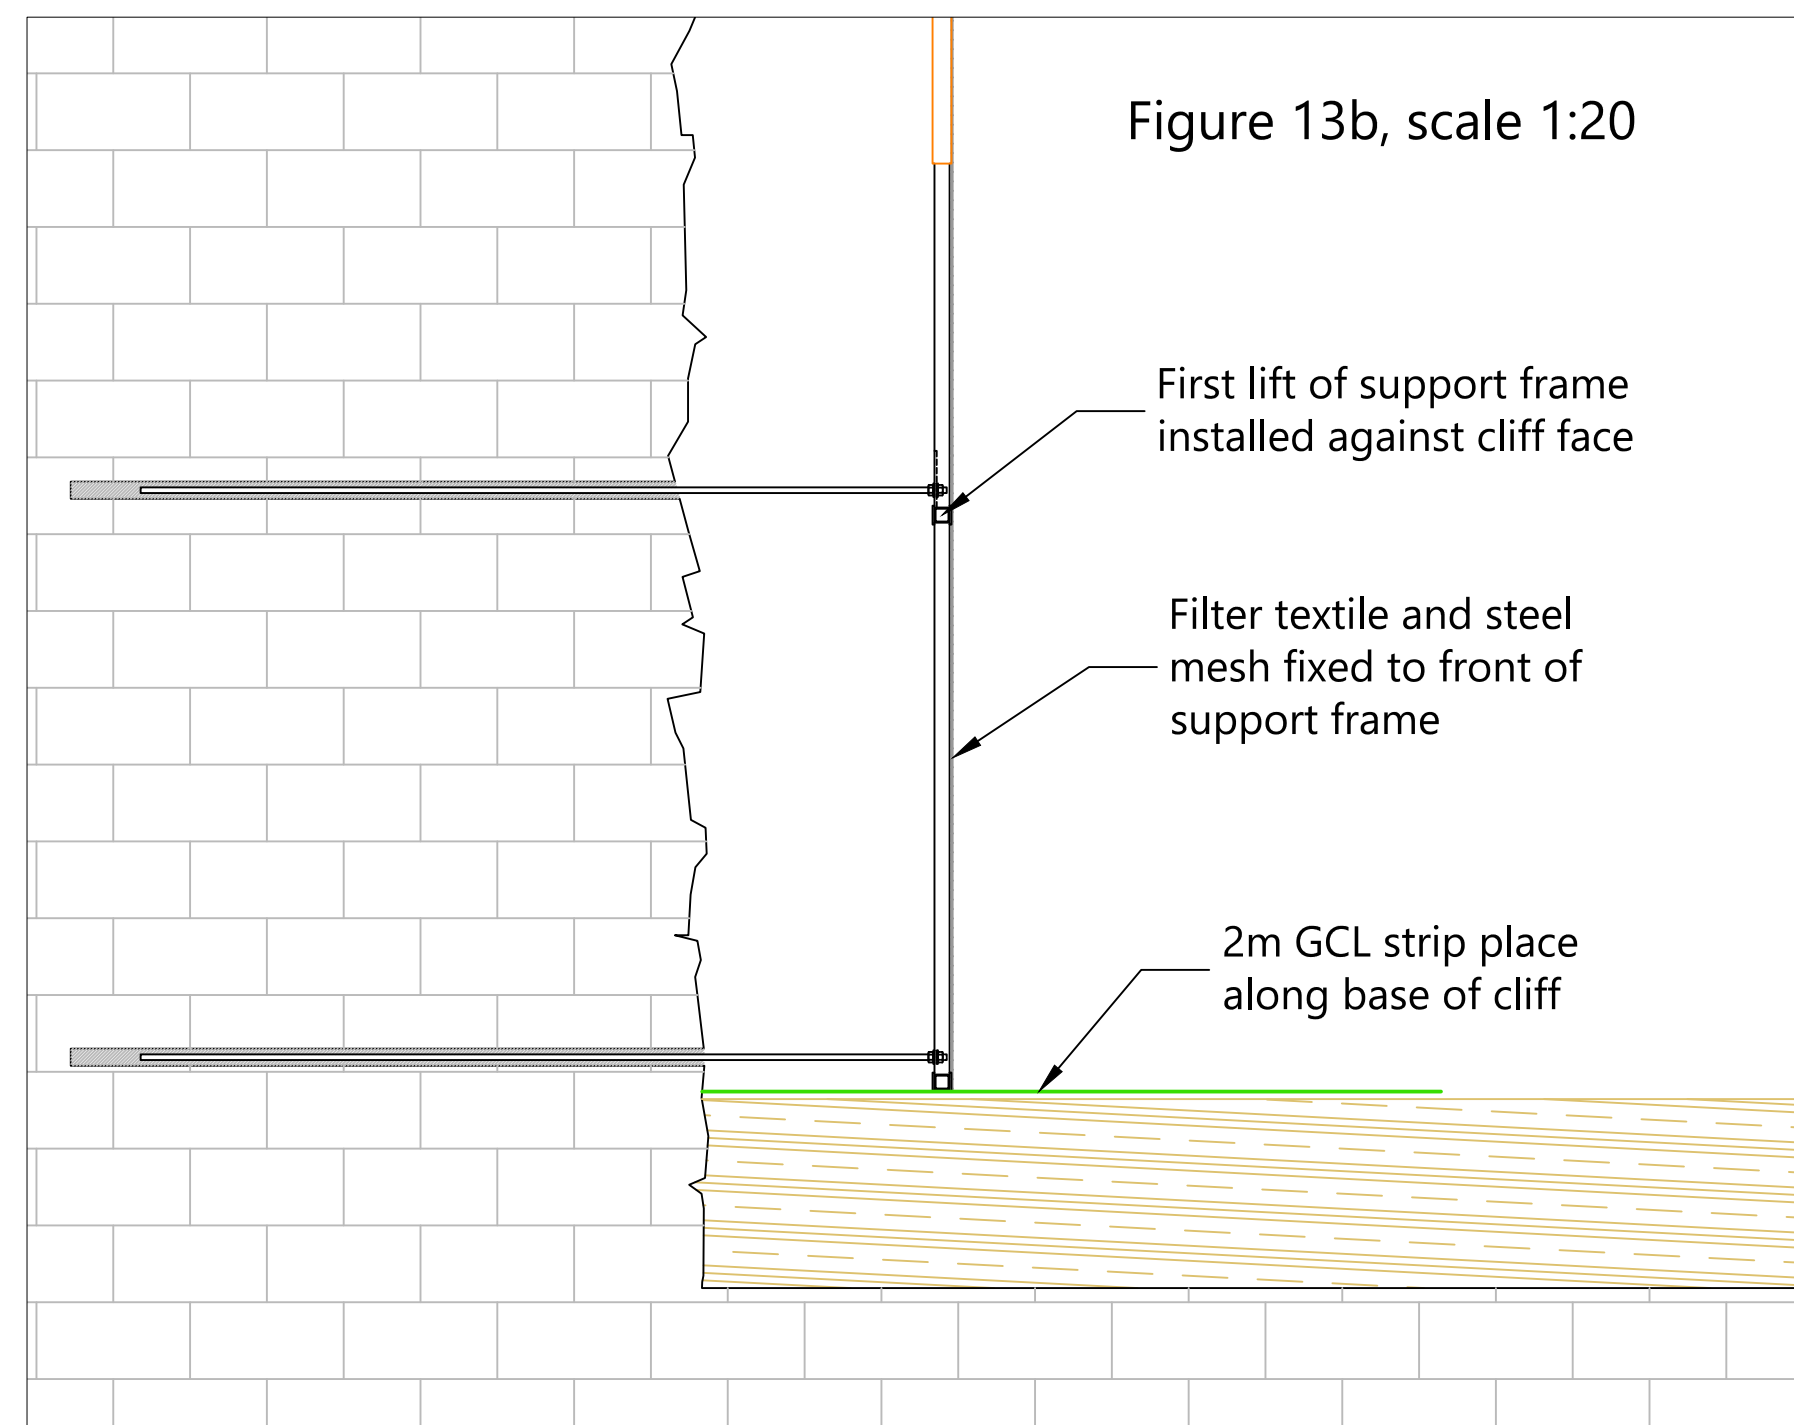 Figure 13b, scale 1:20
First lift of support frame
installed against cliff face
Filter textile and steel
mesh fixed to front of
support frame
2m GCL strip place
along base of cliff